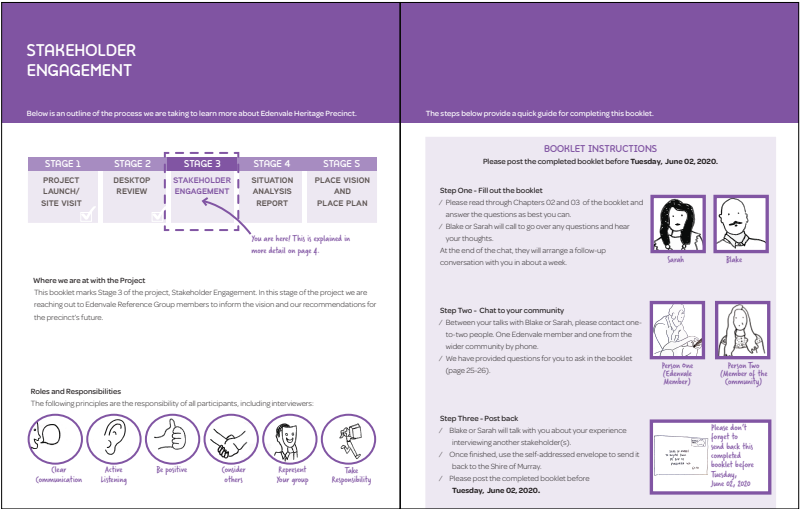 STAKEHOLDER
ENGAGEMENT
Below is an outline of the process we are taking to learn more about Edenvale Heritage Precinct.
STAGE 1
PROJECT
LAUNCH/
SITE VISIT
STAGE 2
DESKTOP
REVIEW
STAGE 3
STAKEHOLDER
ENGAGEMENT
STAGE 4
SITUATION
ANALYSIS
REPORT
STAGE 5
PLACE VISION
AND
PLACE PLAN
You are here! This is explained in
more detail on page 4.
Where we are at with the Project
This booklet marks Stage 3 of the project, Stakeholder Engagement. In this stage of the project we are
reaching out to Edenvale Reference Group members to inform the vision and our recommendations for
the precinct's future.
Roles and Responsibilities
The following principles are the responsibility of all participants, including interviewers:
Clear
Communication
Active
Listening
Be positive
Consider
others
Represent
Your group
Take
Responsibility
The steps below provide a quick guide for completing this booklet.
BOOKLET INSTRUCTIONS
Please post the completed booklet before Tuesday, June 02, 2020.
Step One - Fill out the booklet
/ Please read through Chapters 02 and 03 of the booklet and
answer the questions as best you can.
/ Blake or Sarah will call to go over any questions and hear
your thoughts.
At the end of the chat, they will arrange a follow-up
conversation with you in about a week.
Sarah
Blake
Step Two - Chat to your community
/ Between your talks with Blake or Sarah, please contact one-
to-two people. One Edenvale member and one from the
wider community by phone.
/ We have provided questions for you to ask in the booklet
(page 25-26).
Person One
(Edenvale
Member)
Person Two
(Member of the
Community)
Step Three - Post back
/ Blake or Sarah will talk with you about your experience
interviewing another stakeholder(s).
/ Once finished, use the self-addressed envelope to send it
back to the Shire of Murray.
/ Please post the completed booklet before
Tuesday, June 02, 2020.
Please don't
forget to
send back this
completed
booklet before
Tuesday,
June 02, 2020